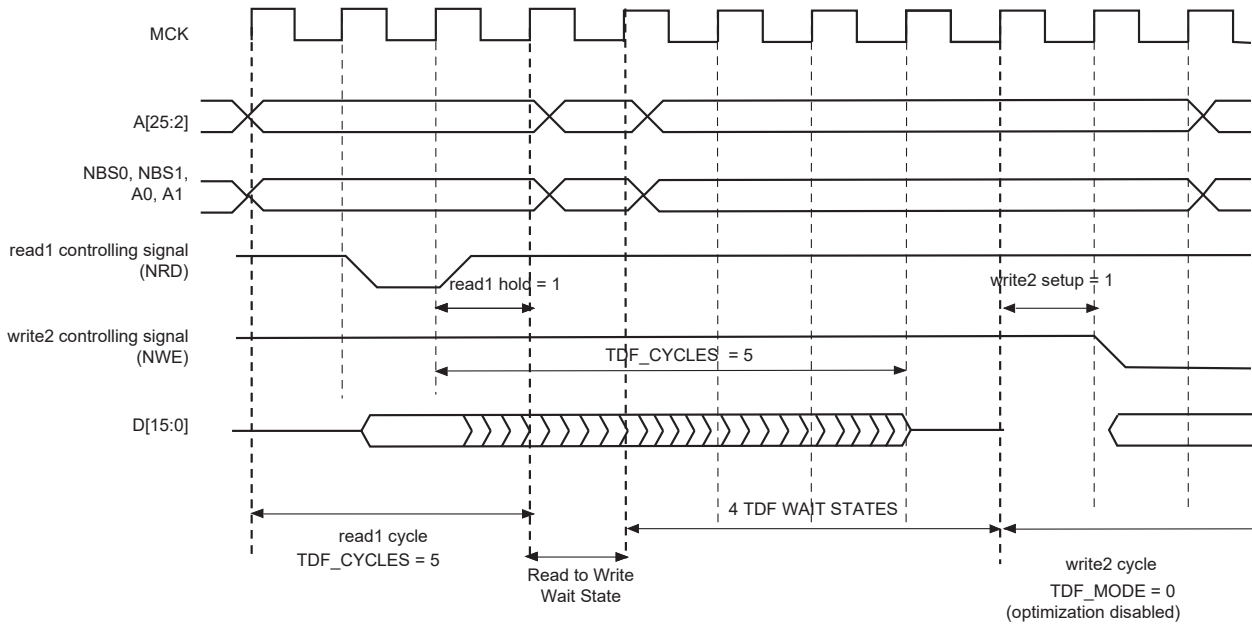 MCK
A[25:2]
NBS0, NBS1,
A0, A1
read1 controlling signal
(NRD)
read1 hold = 1
write2 setup = 1
write2 controlling signal
(NWE)
TDF_CYCLES = 5
D[15:0]
4 TDF WAIT STATES
read1 cycle
TDF_CYCLES = 5
Read to Write
Wait State
write2 cycle
TDF_MODE = 0
(optimization disabled)